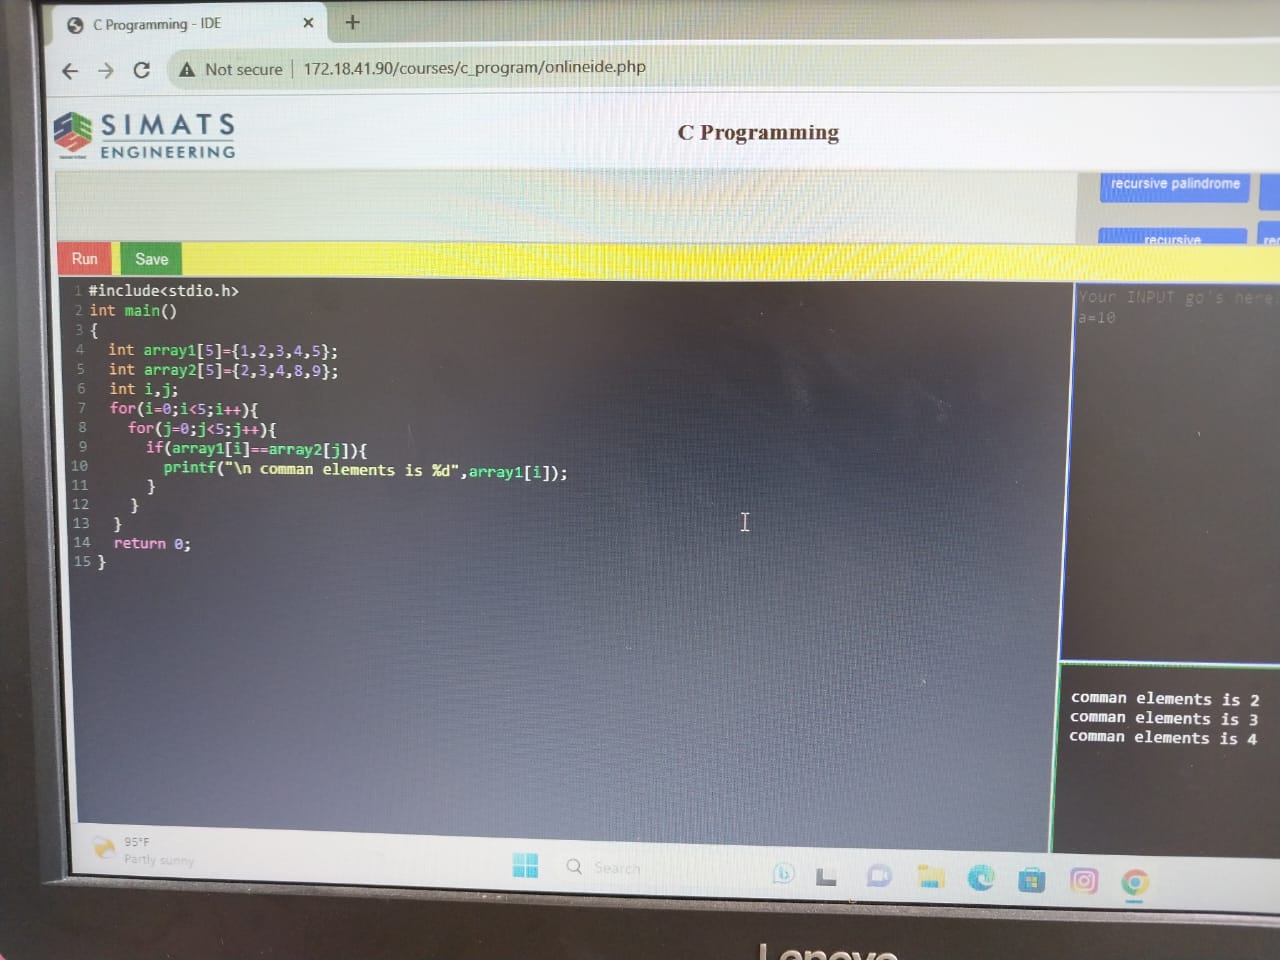 C Programming - IDE
Not secure 172.18.41.90/courses/c_program/onlineide.php
SIMATS
ENGINEERING
C Programming
recursive palindrome
recursive
Run
Save
1 #include<stdio.h>
2 int main()
3 {
4 int array1[5]={1,2,3,4,5};
5 int array2[5]={2,3,4,8,9};
6 int i,j;
7 for(i=0;i<5;i++){
8 for(j=0;j<5;j++){
9 if(array1[i]==array2[j]){
10 printf("\n comman elements is %d",array1[i]);
11 }
12 }
13 }
14 return 0;
15 }
Your INPUT go's here
a=10
comman elements is 2
comman elements is 3
comman elements is 4
95°F
Partly sunny
Search
Lenovo